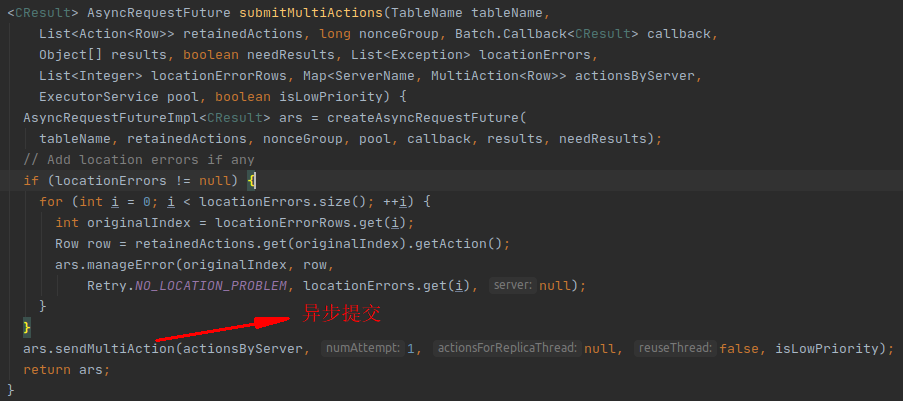 <CResult> AsyncRequestFuture submitMultiActions(TableName tableName,
    List<Action<Row>> retainedActions, long nonceGroup, Batch.Callback<CResult> callback,
    Object[] results, boolean needResults, List<Exception> locationErrors,
    List<Integer> locationErrorRows, Map<ServerName, MultiAction<Row>> actionsByServer,
    ExecutorService pool, boolean isLowPriority) {
  AsyncRequestFutureImpl<CResult> ars = createAsyncRequestFuture(
    tableName, retainedActions, nonceGroup, pool, callback, results, needResults);
  // Add location errors if any
  if (locationErrors != null) {
    for (int i = 0; i < locationErrors.size(); ++i) {
      int originalIndex = locationErrorRows.get(i);
      Row row = retainedActions.get(originalIndex).getAction();
      ars.manageError(originalIndex, row,
          Retry.NO_LOCATION_PROBLEM, locationErrors.get(i), server: null);
    }
异步提交
  }
  ars.sendMultiAction(actionsByServer, numAttempt: 1, actionsForReplicaThread: null, reuseThread: false, isLowPriority);
  return ars;
}